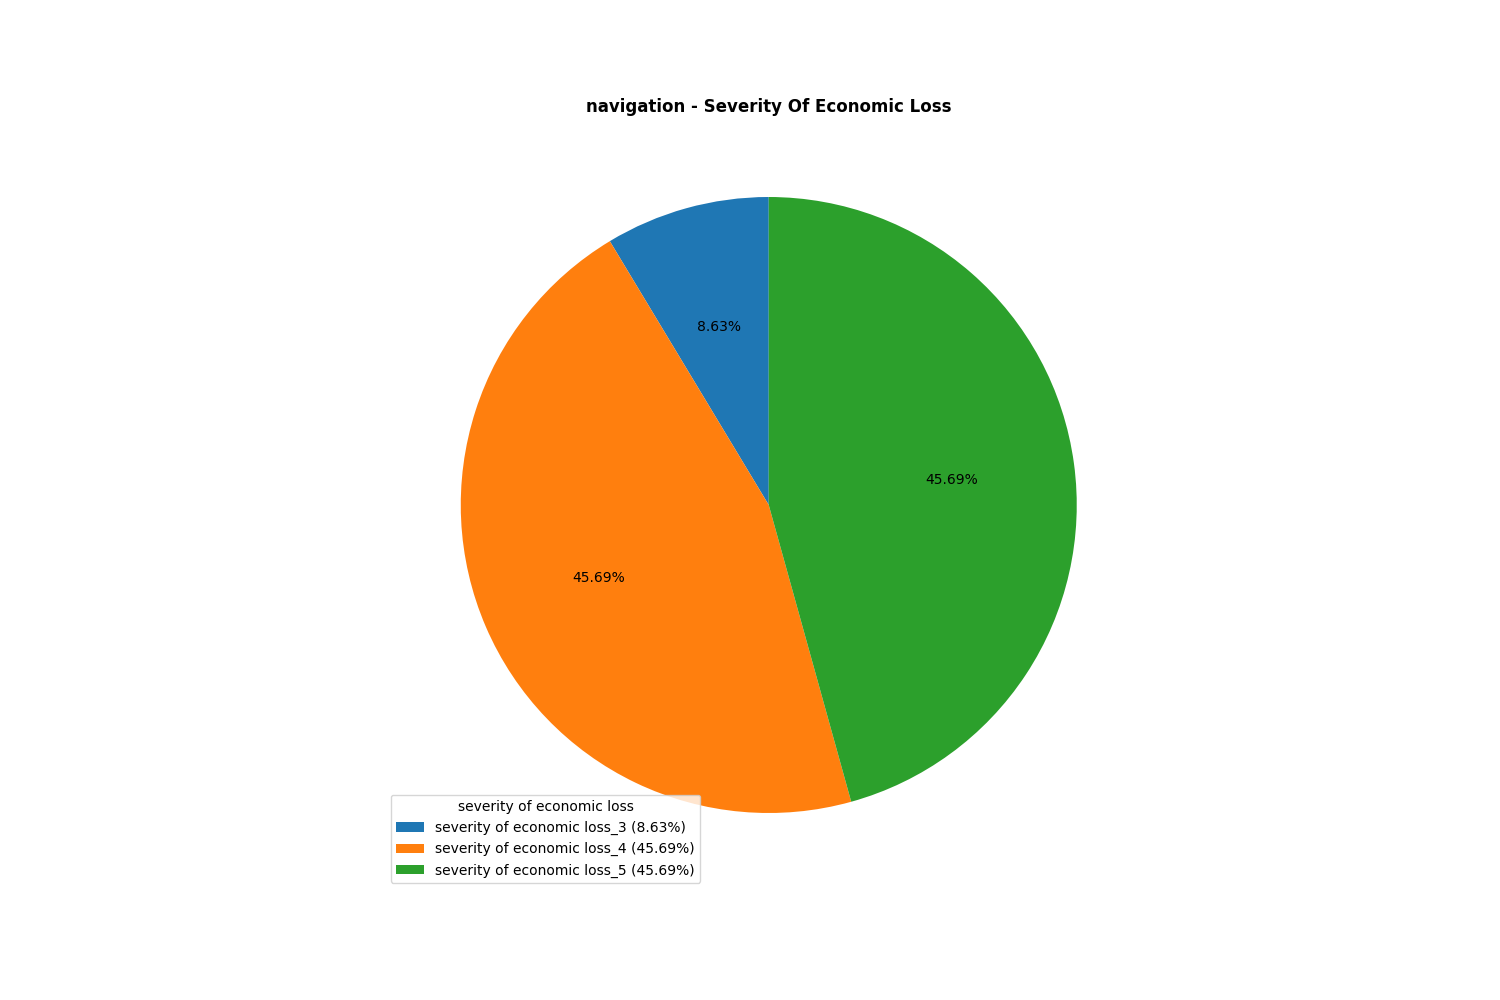 navigation - Severity Of Economic Loss
8.63%
45.69%
45.69%
severity of economic loss
severity of economic loss_3 (8.63%)
severity of economic loss_4 (45.69%)
severity of economic loss_5 (45.69%)